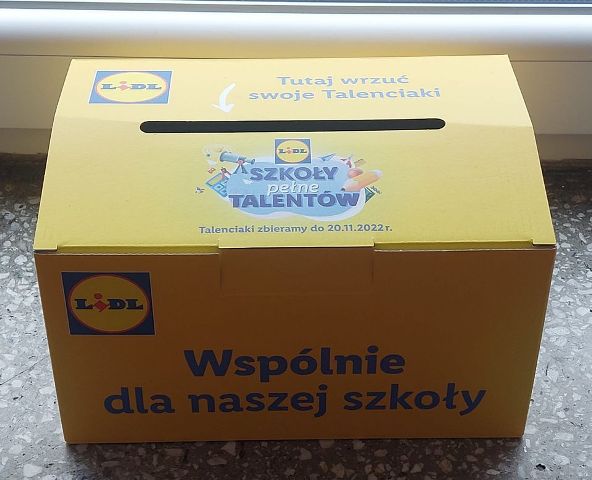 LIDL
Tutaj wrzuć
swoje Talenciaki
LIDL
SZKOŁY
pełne
TALENTÓW
Talenciaki zbieramy do 20.11.2022 r.
LIDL
Wspólnie
dla naszej szkoły